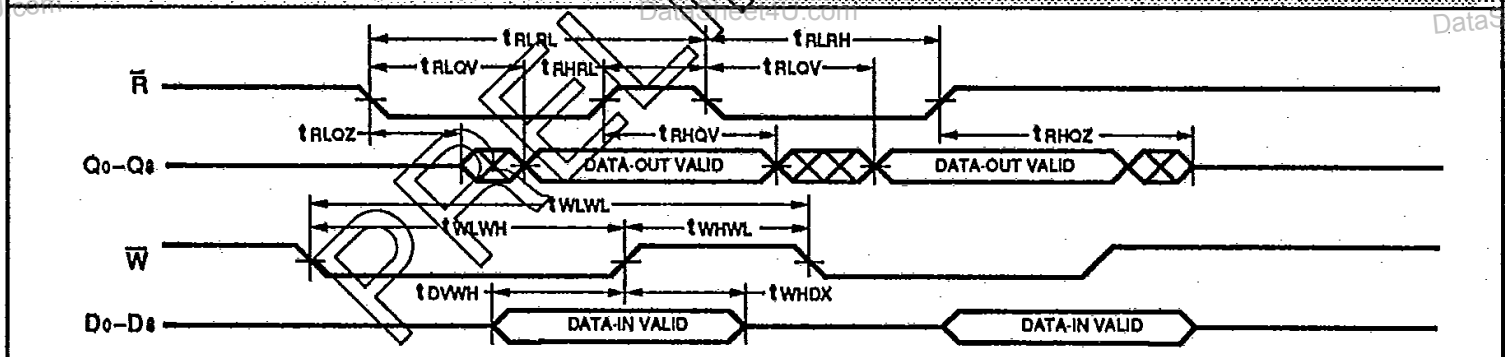 DataSheet4U.com
.com
DataS
tRLRL
tRLRH
tRLQV
tRHRL
tRLQV
R
tRLQZ
tRHQV
tRHQZ
Q0–Q8
DATA-OUT VALID
DATA-OUT VALID
tWLWL
tWLWH
tWHWL
W
tDVWH
tWHDX
D0–D8
DATA-IN VALID
DATA-IN VALID